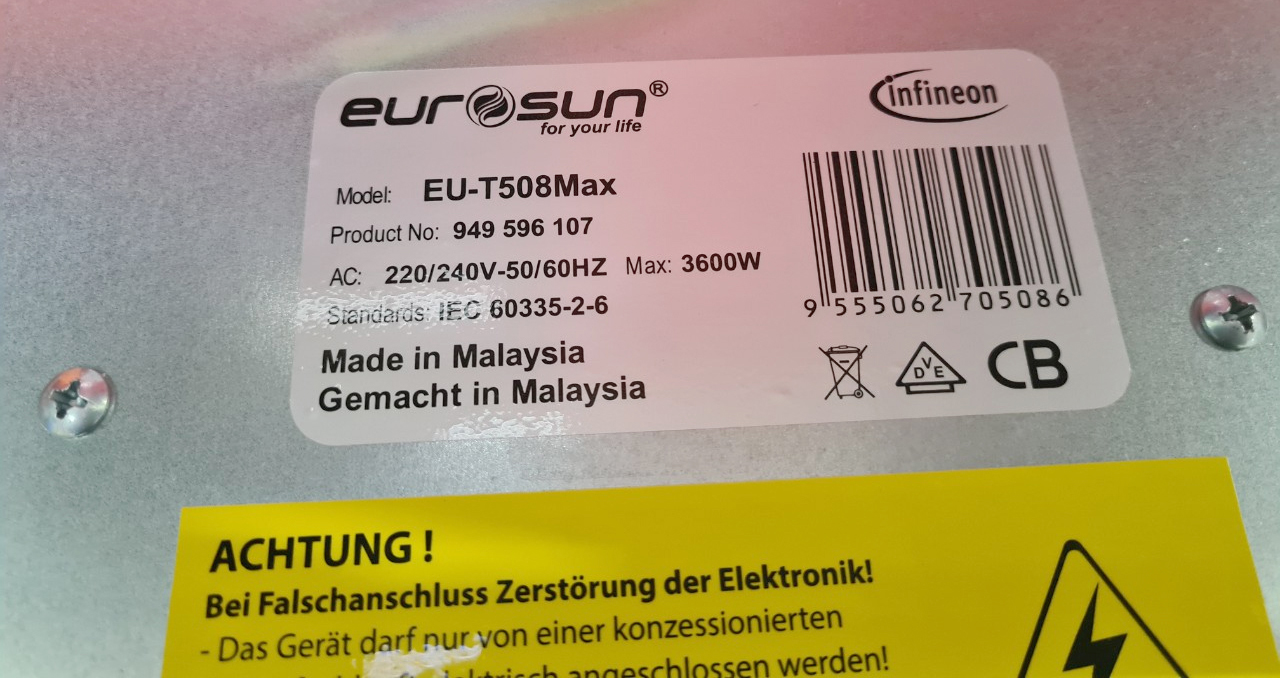 eurosun®
for your life
infineon
Model: EU-T508Max
Product No: 949 596 107
AC: 220/240V-50/60HZ Max: 3600W
Standards: IEC 60335-2-6
Made in Malaysia
Gemacht in Malaysia
9 555062 705086
DVE
CB
ACHTUNG !
Bei Falschanschluss Zerstörung der Elektronik!
- Das Gerät darf nur von einer konzessionierten
angeschlossen werden!